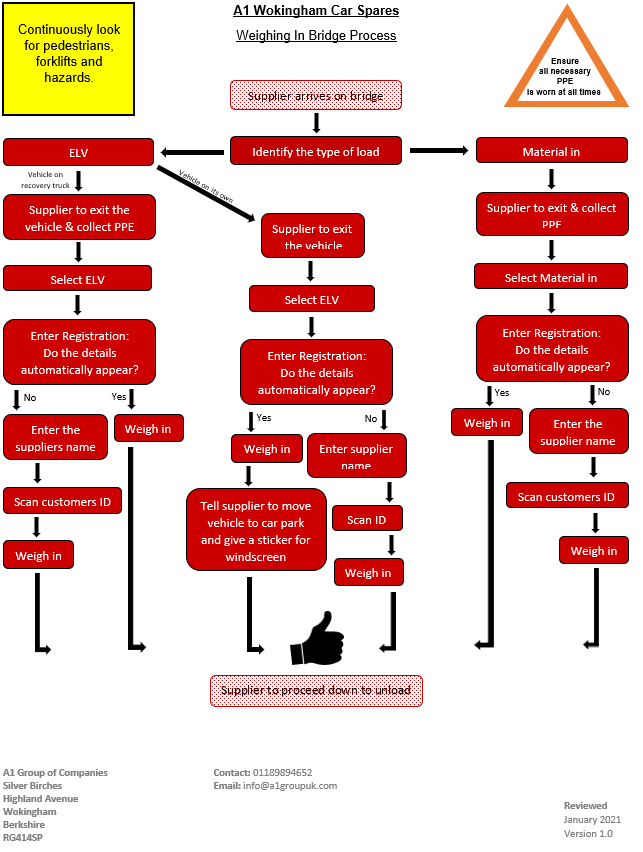 A1 Wokingham Car Spares
Weighing In Bridge Process
Continuously look
for pedestrians,
forklifts and
hazards.
Ensure
all necessary
PPE
is worn at all times
Supplier arrives on bridge
Identify the type of load
ELV
Material in
Vehicle on
recovery truck
Vehicle on its own
Supplier to exit the
vehicle & collect PPE
Supplier to exit
the vehicle
Supplier to exit & collect
PPE
Select ELV
Select ELV
Select Material in
Enter Registration:
Do the details
automatically appear?
Enter Registration:
Do the details
automatically appear?
Enter Registration:
Do the details
automatically appear?
No
Yes
Yes
No
Yes
No
Enter the
suppliers name
Weigh in
Weigh in
Enter supplier
name
Weigh in
Enter the
supplier name
Scan customers ID
Tell supplier to move
vehicle to car park
and give a sticker for
windscreen
Scan ID
Scan customers ID
Weigh in
Weigh in
Weigh in
Supplier to proceed down to unload
A1 Group of Companies
Silver Birches
Highland Avenue
Wokingham
Berkshire
RG414SP
Contact: 01189894652
Email: info@a1groupuk.com
Reviewed
January 2021
Version 1.0